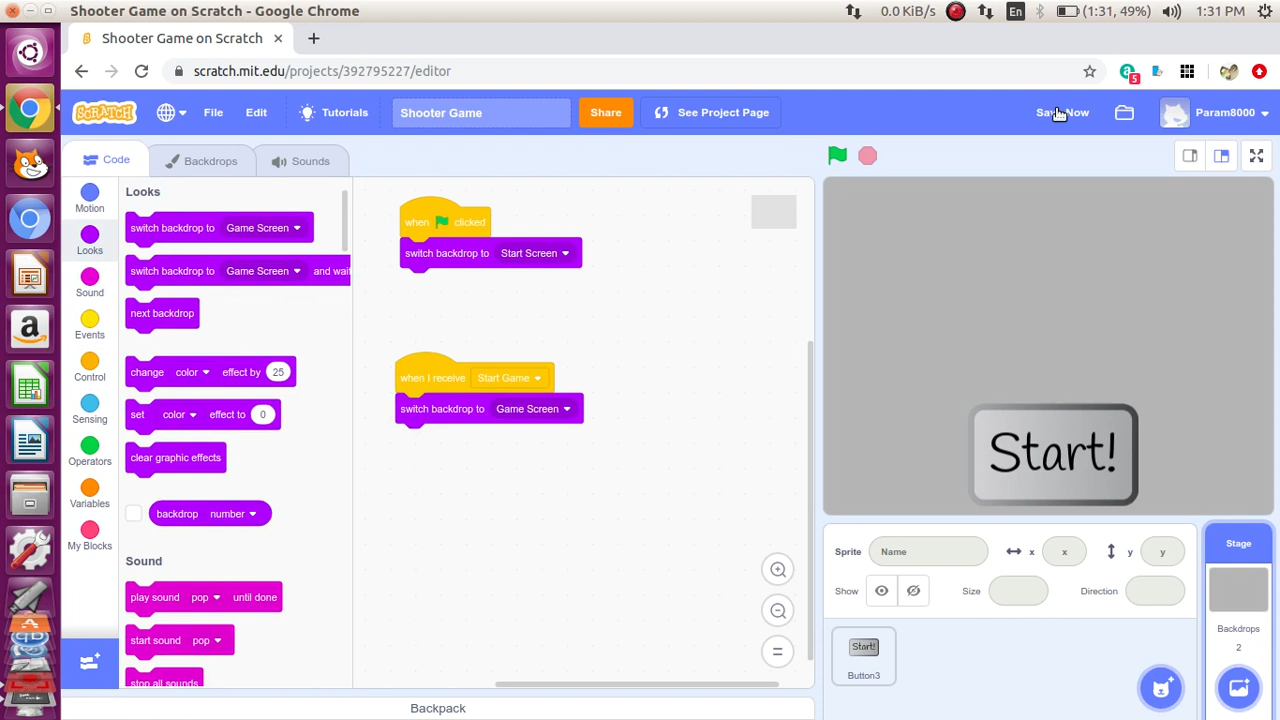 Shooter Game on Scratch - Google Chrome
0.0 KiB/s
En
(1:31, 49%)
1:31 PM
Shooter Game on Scratch
scratch.mit.edu/projects/392795227/editor
5
SCRATCH
File
Edit
Tutorials
Shooter Game
Share
See Project Page
Save Now
Param8000
Code
Backdrops
Sounds
Motion
Looks
Sound
Events
Control
Sensing
Operators
Variables
My Blocks
Looks
switch backdrop to Game Screen
switch backdrop to Game Screen and wait
next backdrop
change color effect by 25
set color effect to 0
clear graphic effects
backdrop number
Sound
play sound pop until done
start sound pop
stop all sounds
when clicked
switch backdrop to Start Screen
when I receive Start Game
switch backdrop to Game Screen
Start!
Sprite Name x x y y
Show Size Direction
Start!
Button3
Stage
Backdrops
2
Backpack